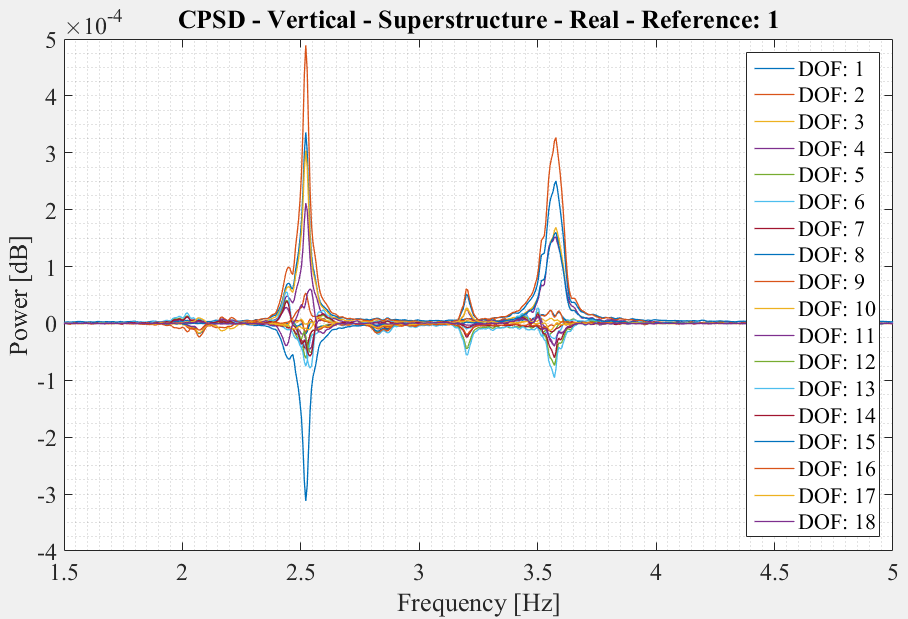 CPSD - Vertical - Superstructure - Real - Reference: 1
×10⁻⁴
5
4
3
2
1
0
-1
-2
-3
-4
Power [dB]
1.5 2 2.5 3 3.5 4 4.5 5
Frequency [Hz]
DOF: 1
DOF: 2
DOF: 3
DOF: 4
DOF: 5
DOF: 6
DOF: 7
DOF: 8
DOF: 9
DOF: 10
DOF: 11
DOF: 12
DOF: 13
DOF: 14
DOF: 15
DOF: 16
DOF: 17
DOF: 18